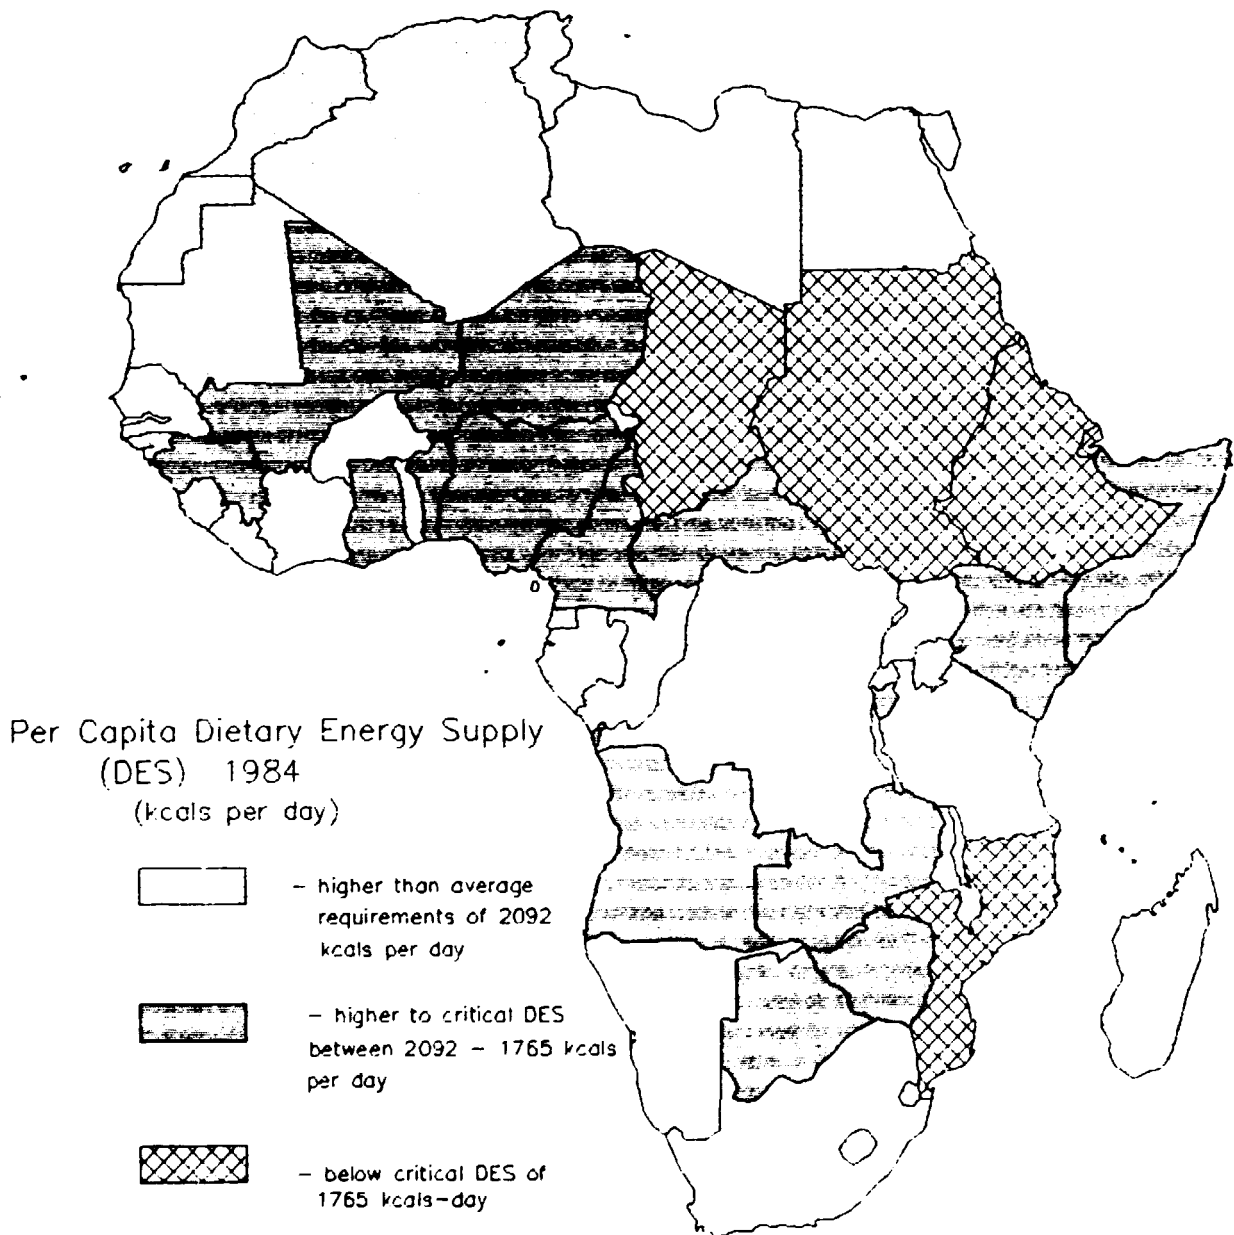 Per Capita Dietary Energy Supply
(DES) 1984
(kcals per day)
- higher than average
requirements of 2092
kcals per day
- higher to critical DES
between 2092 - 1765 kcals
per day
- below critical DES of
1765 kcals-day